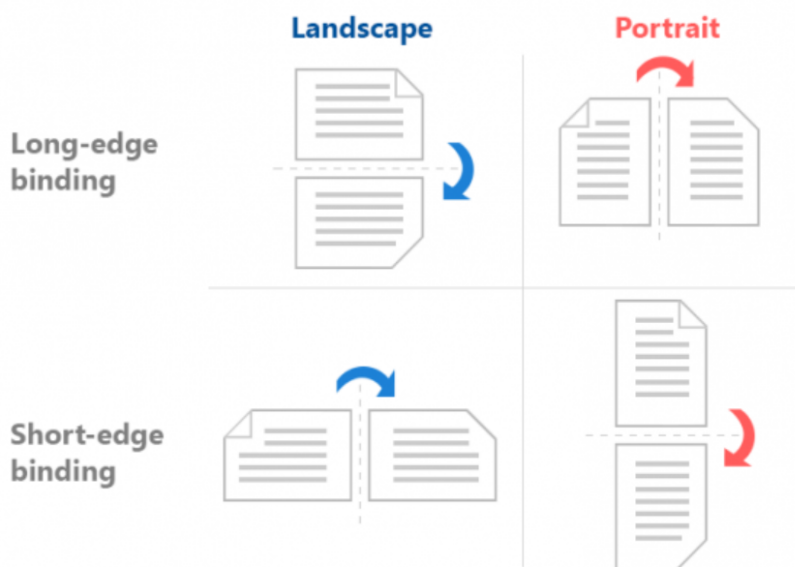 Landscape
Portrait
Long-edge
binding
Short-edge
binding